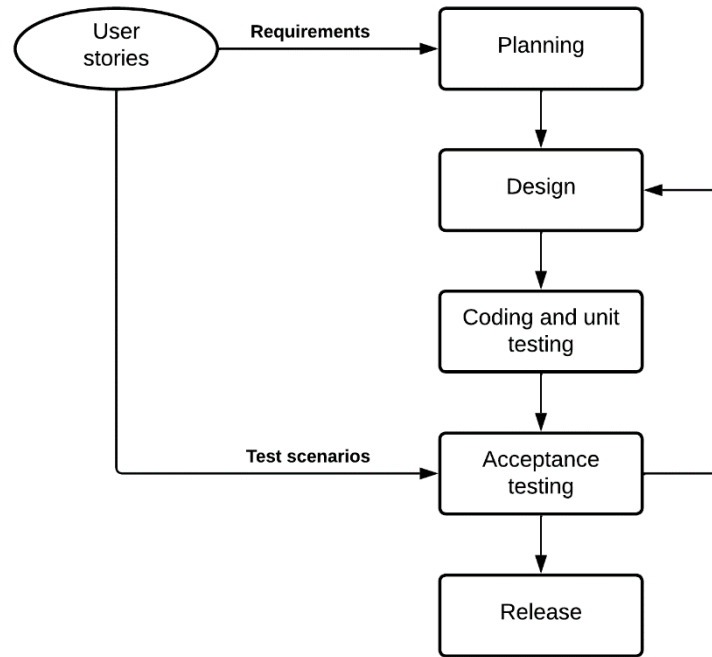 User
stories
Requirements
Planning
Design
Coding and unit
testing
Test scenarios
Acceptance
testing
Release